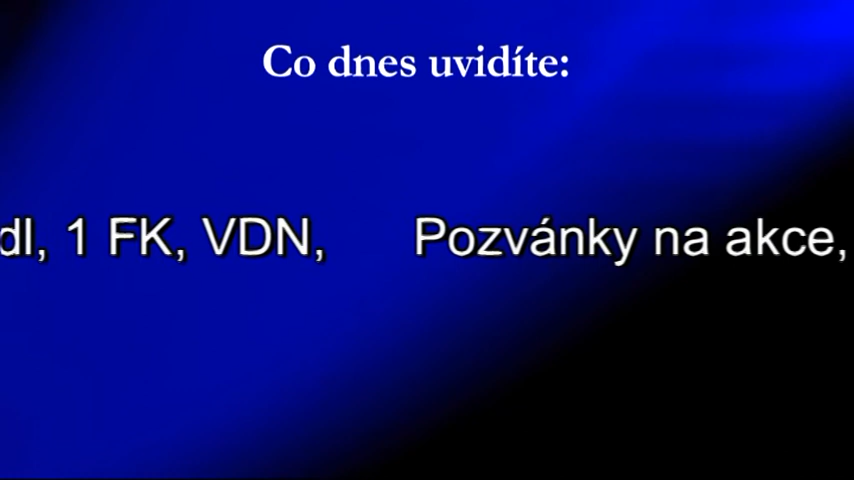 Co dnes uvidíte:
dl, 1 FK, VDN, Pozvánky na akce,